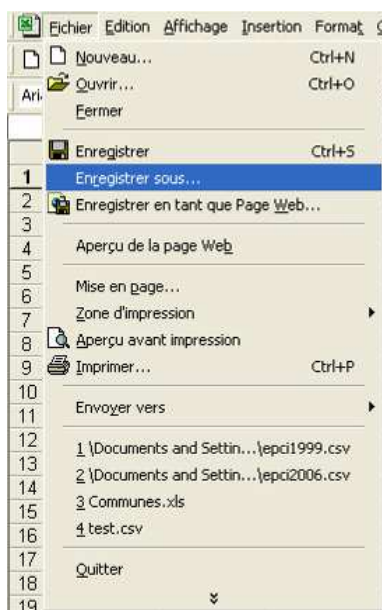 Fichier Edition Affichage Insertion Format
Nouveau... Ctrl+N
Ari
Ouvrir... Ctrl+O
Fermer
Enregistrer Ctrl+S
1 Enregistrer sous...
2 Enregistrer en tant que Page Web...
3
4 Aperçu de la page Web
5
6 Mise en page...
7 Zone d'impression
8 Aperçu avant impression
9 Imprimer... Ctrl+P
10
11 Envoyer vers
12 1 \Documents and Settin...\epci1999.csv
13 2 \Documents and Settin...\epci2006.csv
14
15 3 Communes.xls
16 4 test.csv
17
18 Quitter
19